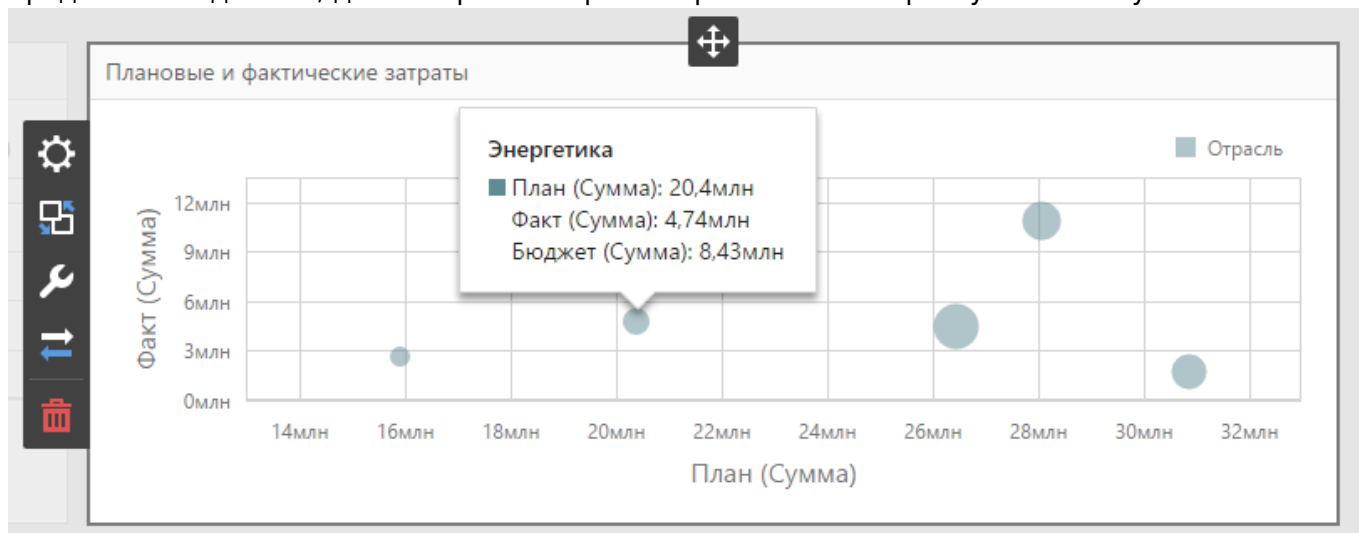 Плановые и фактические затраты
Энергетика
План (Сумма): 20,4млн
Факт (Сумма): 4,74млн
Бюджет (Сумма): 8,43млн
Отрасль
Факт (Сумма)
12млн
9млн
6млн
3млн
0млн
14млн 16млн 18млн 20млн 22млн 24млн 26млн 28млн 30млн 32млн
План (Сумма)